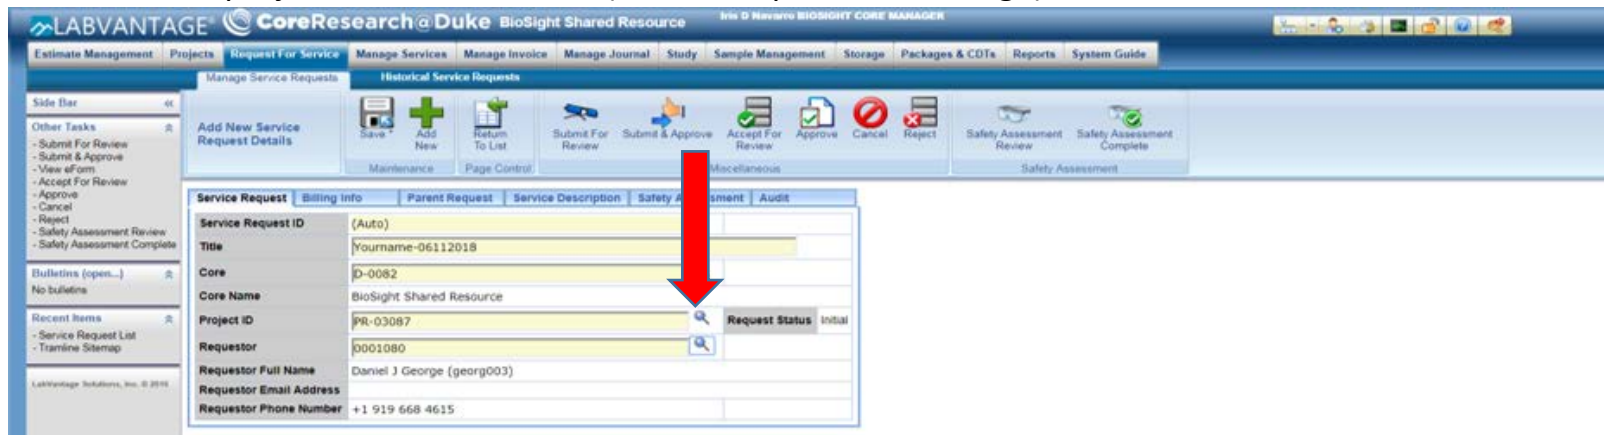 LABVANTAGE CoreResearch@Duke BioSight Shared Resource Iris D Navarro BIOSIGHT CORE MANAGER
Estimate Management Projects Request For Service Manage Services Manage Invoice Manage Journal Study Sample Management Storage Packages & CDTs Reports System Guide
Manage Service Requests Historical Service Requests
Side Bar
Other Tasks
- Submit For Review
- Submit & Approve
- View eForm
- Accept For Review
- Approve
- Cancel
- Reject
- Safety Assessment Review
- Safety Assessment Complete
Bulletins (open...)
No bulletins
Recent Items
- Service Request List
- Tramline Sitemap
LabVantage Solutions, Inc. ©
Add New Service
Request Details
Save *
Add
New
Return
To List
Submit For
Review
Submit & Approve
Accept For
Review
Approve
Cancel
Reject
Safety Assessment
Review
Safety Assessment
Complete
Maintenance Page Control Miscellaneous Safety Assessment
Service Request Billing Info Parent Request Service Description Safety A sment Audit
Service Request ID (Auto)
Title Yourname-06112018
Core D-0082
Core Name BioSight Shared Resource
Project ID PR-03087 Request Status Initial
Requestor 0001080
Requestor Full Name Daniel J George (georg003)
Requestor Email Address
Requestor Phone Number +1 919 668 4615